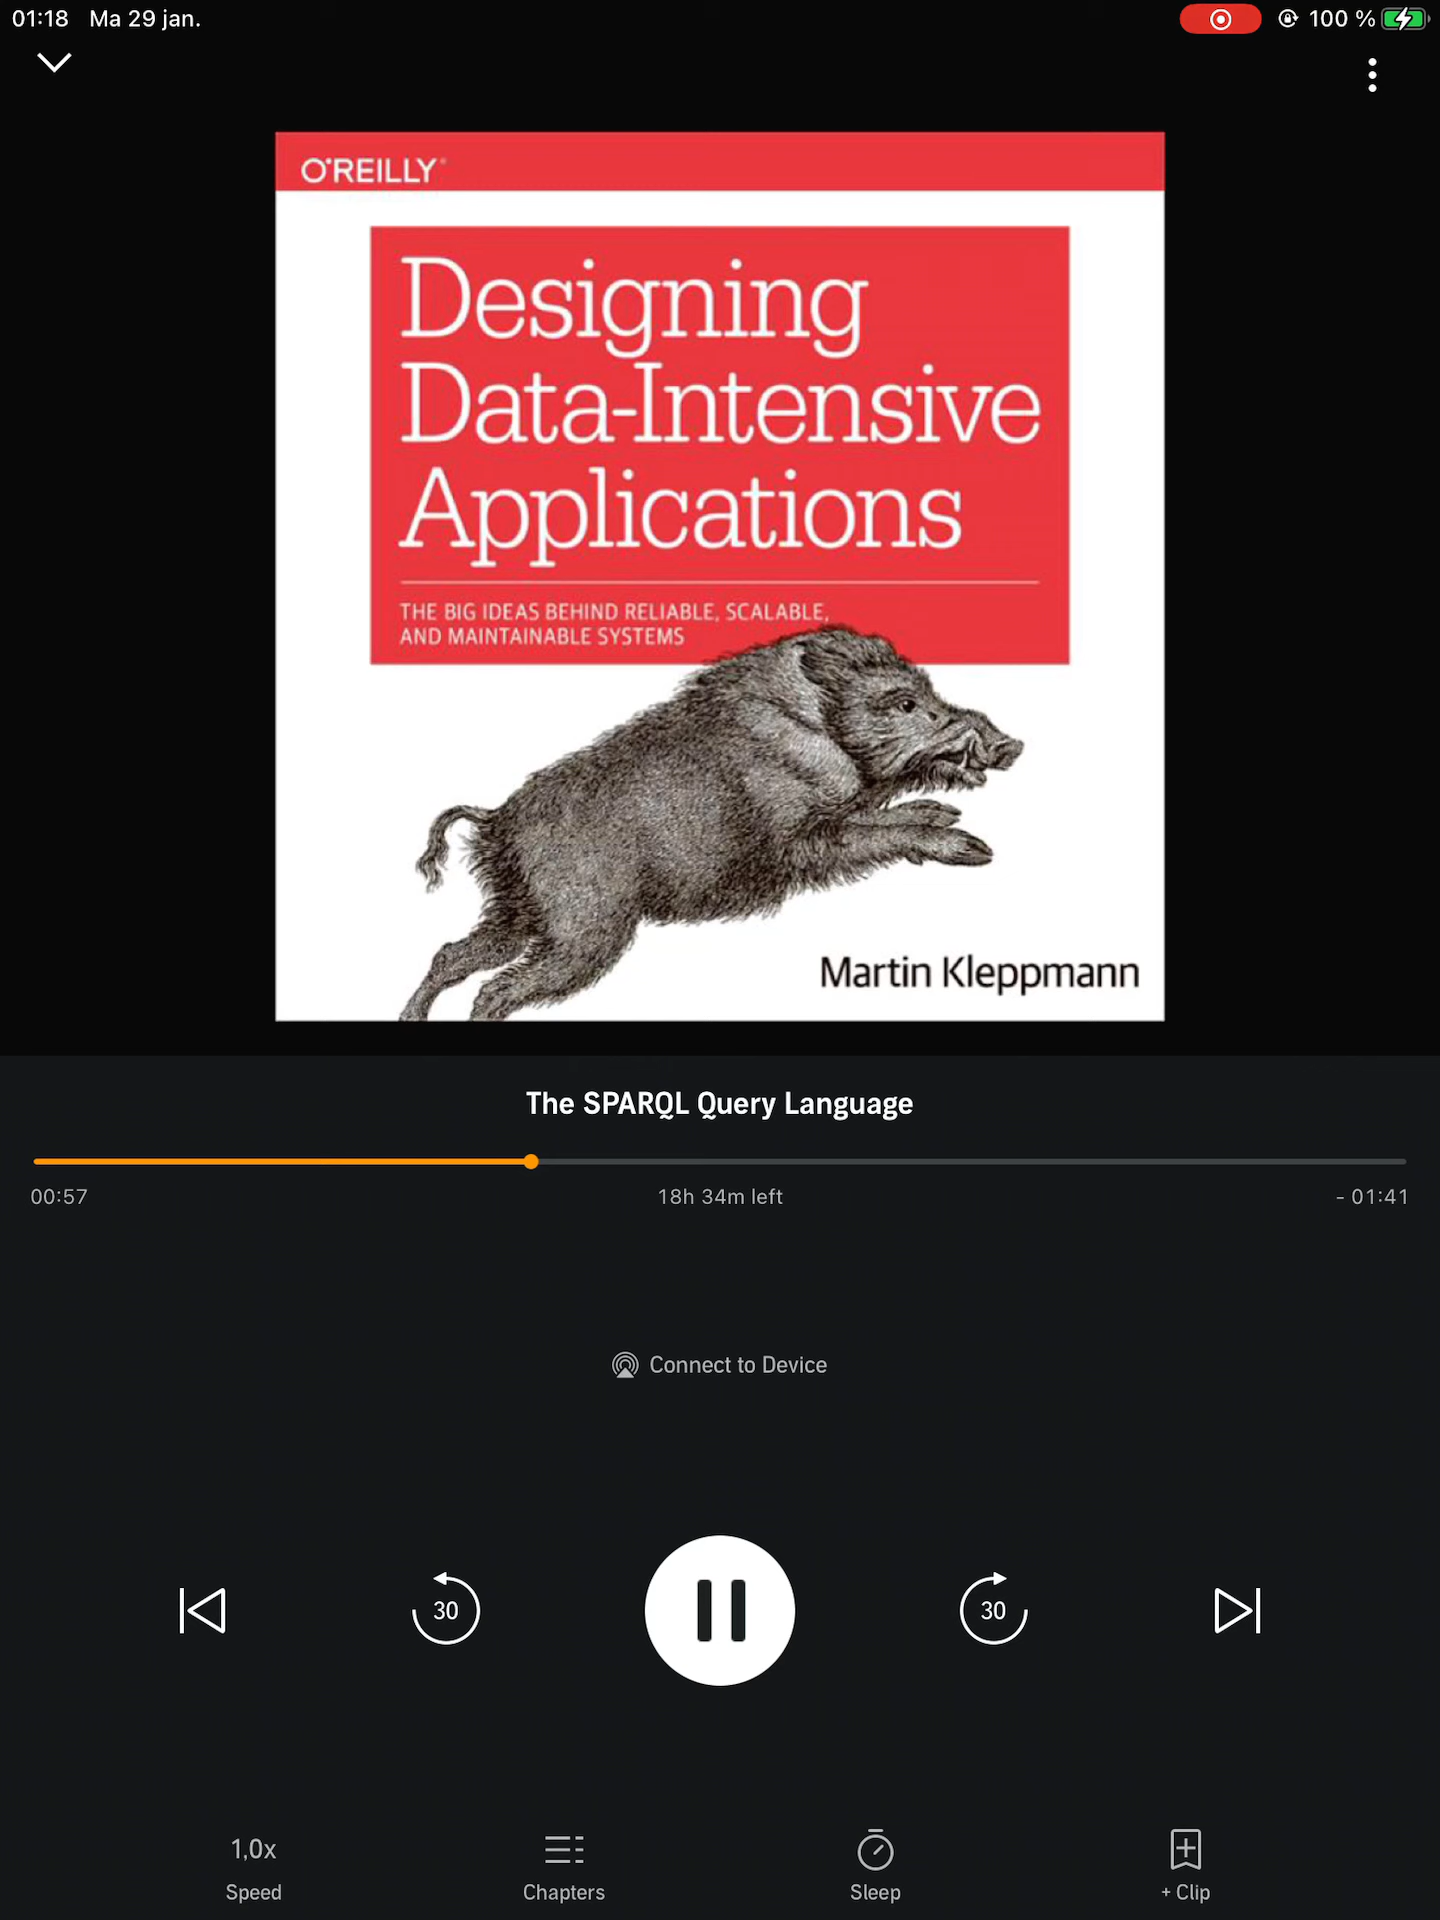 01:18 Ma 29 jan. 100 %
O'REILLY®
Designing
Data-Intensive
Applications
THE BIG IDEAS BEHIND RELIABLE, SCALABLE,
AND MAINTAINABLE SYSTEMS
Martin Kleppmann
The SPARQL Query Language
00:57 18h 34m left - 01:41
Connect to Device
30 30
1,0x
Speed Chapters Sleep + Clip